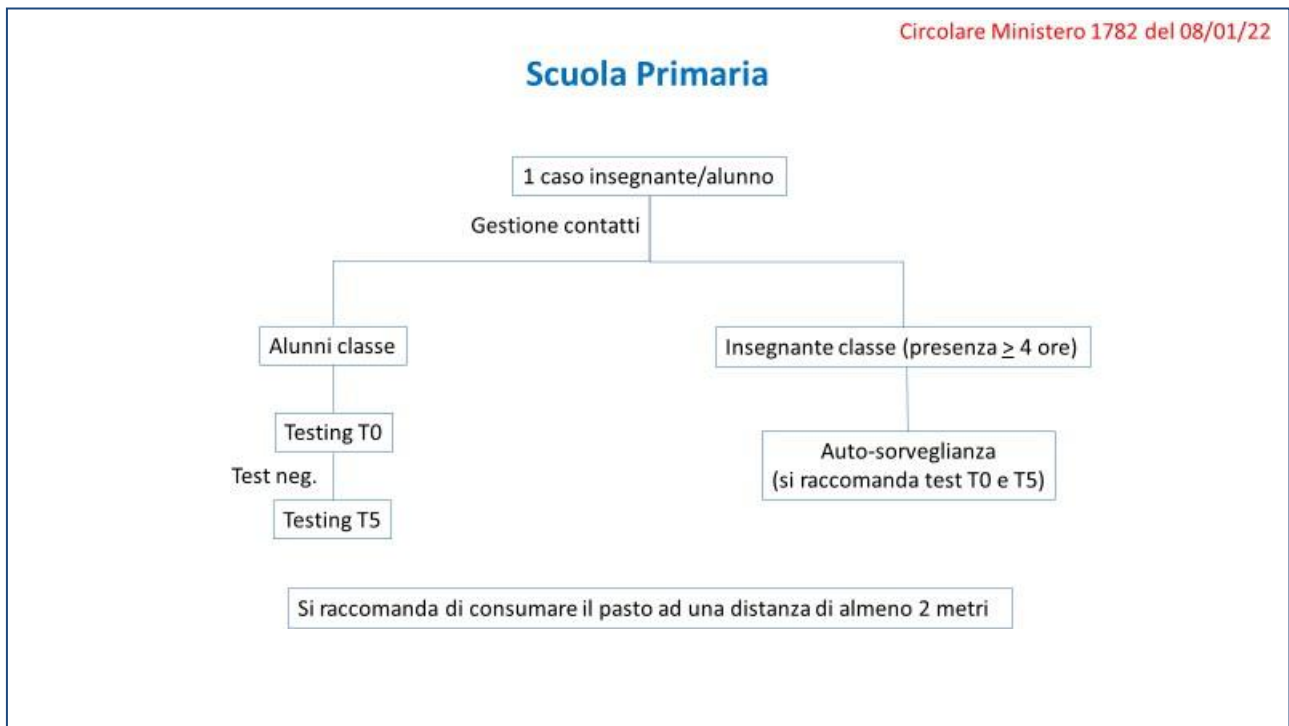 Circolare Ministero 1782 del 08/01/22
Scuola Primaria
1 caso insegnante/alunno
Gestione contatti
Alunni classe
Insegnante classe (presenza ≥ 4 ore)
Testing T0
Test neg.
Testing T5
Auto-sorveglianza
(si raccomanda test T0 e T5)
Si raccomanda di consumare il pasto ad una distanza di almeno 2 metri